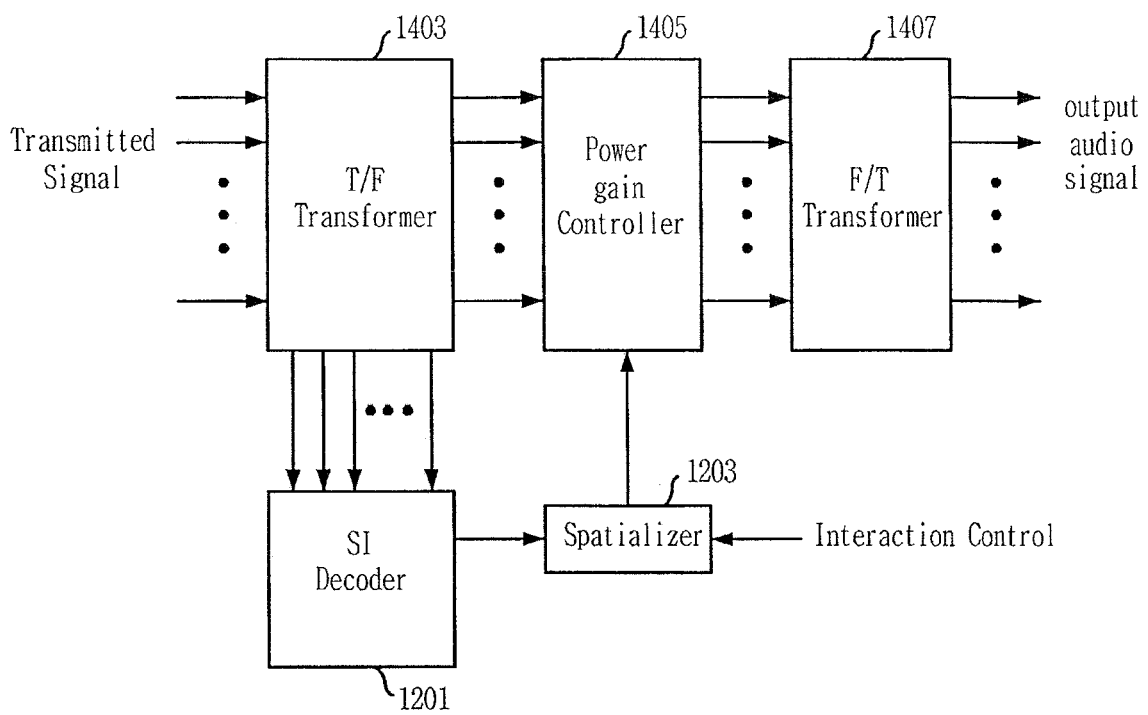 1403
1405
1407
Transmitted
Signal
T/F
Transformer
Power
gain
Controller
F/T
Transformer
output
audio
signal
1203
SI
Decoder
Spatializer
Interaction Control
1201